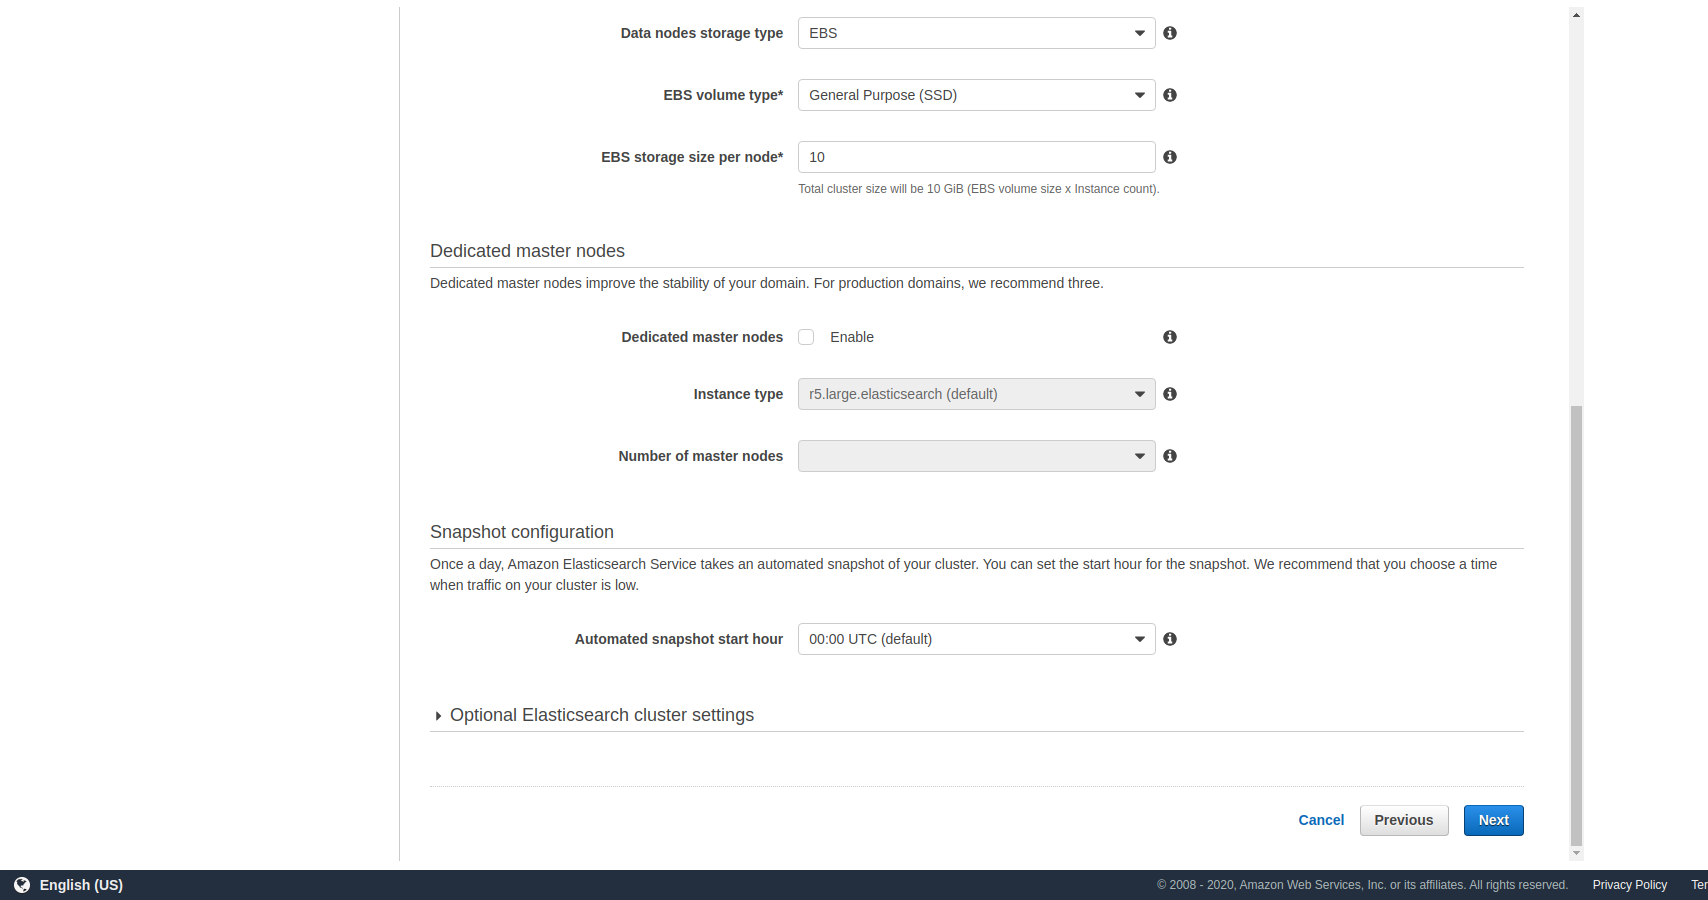 Data nodes storage type EBS
EBS volume type* General Purpose (SSD)
EBS storage size per node* 10
Total cluster size will be 10 GiB (EBS volume size x Instance count).
Dedicated master nodes
Dedicated master nodes improve the stability of your domain. For production domains, we recommend three.
Dedicated master nodes Enable
Instance type r5.large.elasticsearch (default)
Number of master nodes
Snapshot configuration
Once a day, Amazon Elasticsearch Service takes an automated snapshot of your cluster. You can set the start hour for the snapshot. We recommend that you choose a time
when traffic on your cluster is low.
Automated snapshot start hour 00:00 UTC (default)
Optional Elasticsearch cluster settings
Cancel Previous Next
English (US) © 2008 - 2020, Amazon Web Services, Inc. or its affiliates. All rights reserved. Privacy Policy Ter